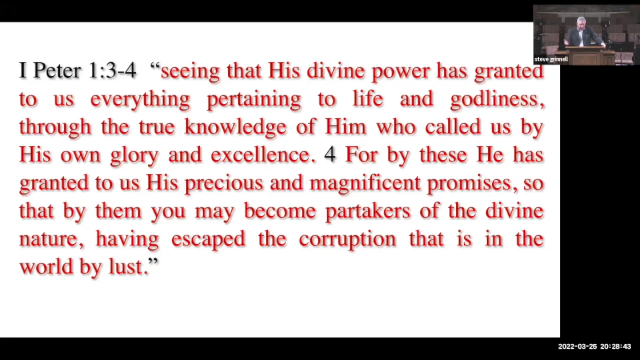 steve grinnell
I Peter 1:3-4 “seeing that His divine power has granted
to us everything pertaining to life and godliness,
through the true knowledge of Him who called us by
His own glory and excellence. 4 For by these He has
granted to us His precious and magnificent promises, so
that by them you may become partakers of the divine
nature, having escaped the corruption that is in the
world by lust.”
2022-03-25 20:28:43